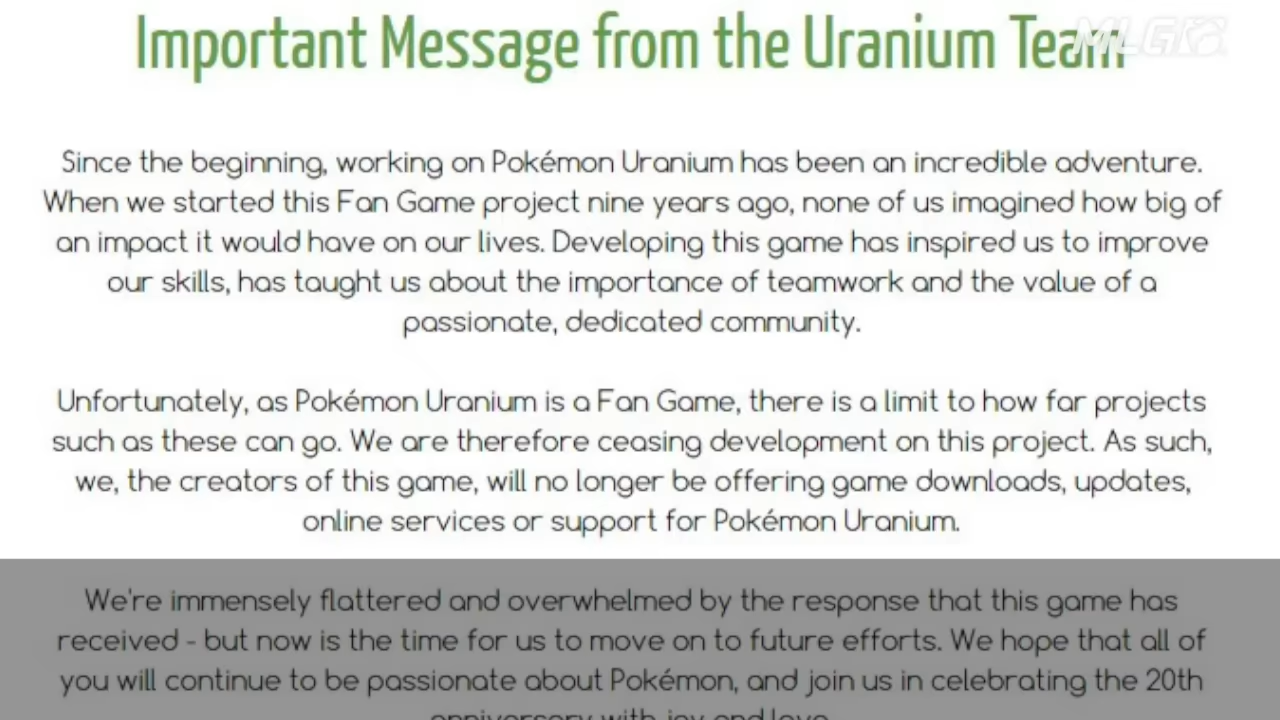 Important Message from the Uranium Team
MLG
Since the beginning, working on Pokémon Uranium has been an incredible adventure.
When we started this Fan Game project nine years ago, none of us imagined how big of
an impact it would have on our lives. Developing this game has inspired us to improve
our skills, has taught us about the importance of teamwork and the value of a
passionate, dedicated community.
Unfortunately, as Pokémon Uranium is a Fan Game, there is a limit to how far projects
such as these can go. We are therefore ceasing development on this project. As such,
we, the creators of this game, will no longer be offering game downloads, updates,
online services or support for Pokémon Uranium.
We're immensely flattered and overwhelmed by the response that this game has
received - but now is the time for us to move on to future efforts. We hope that all of
you will continue to be passionate about Pokémon, and join us in celebrating the 20th
anniversary with joy and love.